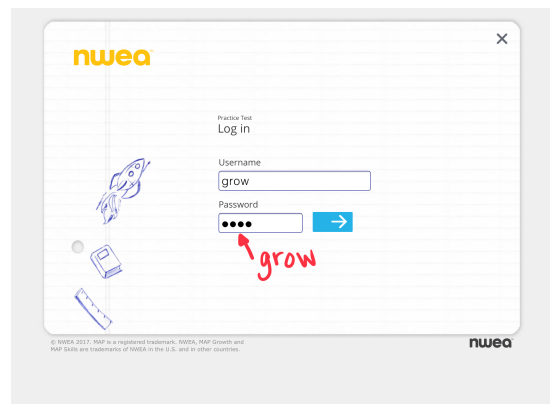 nwea
Practice Test
Log in
Username
grow
Password
grow
© NWEA 2017. MAP is a registered trademark. NWEA, MAP Growth and
MAP Skills are trademarks of NWEA in the U.S. and in other countries.
nwea